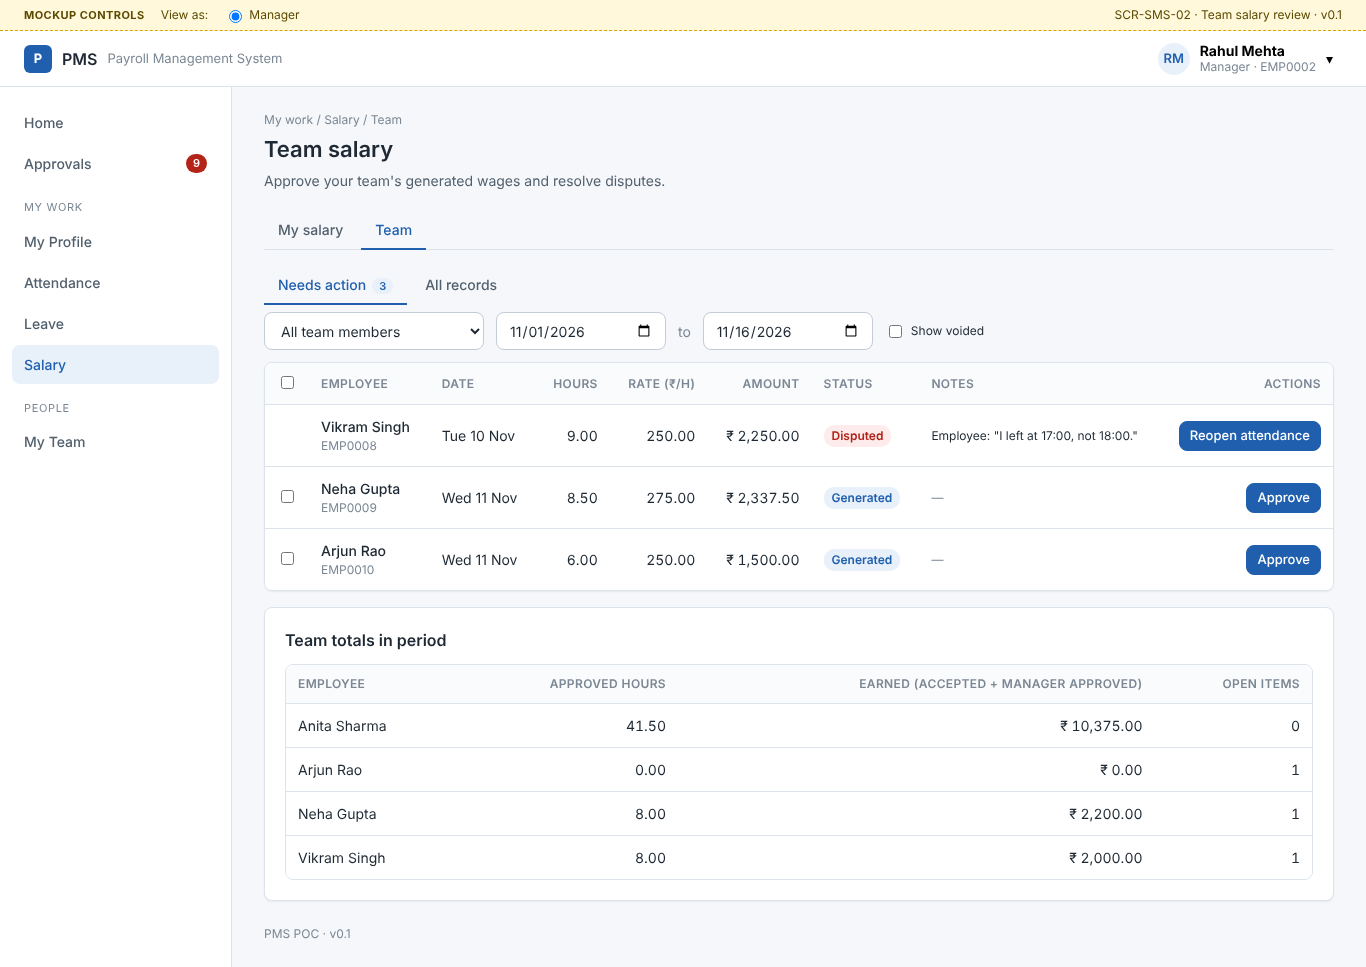 MOCKUP CONTROLS View as: Manager SCR-SMS-02 · Team salary review · v0.1
P PMS Payroll Management System RM Rahul Mehta
Manager · EMP0002 ▼
Home
Approvals 9
MY WORK
My Profile
Attendance
Leave
Salary
PEOPLE
My Team
My work / Salary / Team
Team salary
Approve your team's generated wages and resolve disputes.
My salary Team
Needs action 3 All records
All team members 11/01/2026 to 11/16/2026 Show voided
EMPLOYEE DATE HOURS RATE (₹/H) AMOUNT STATUS NOTES ACTIONS
Vikram Singh
EMP0008 Tue 10 Nov 9.00 250.00 ₹ 2,250.00 Disputed Employee: "I left at 17:00, not 18:00." Reopen attendance
Neha Gupta
EMP0009 Wed 11 Nov 8.50 275.00 ₹ 2,337.50 Generated — Approve
Arjun Rao
EMP0010 Wed 11 Nov 6.00 250.00 ₹ 1,500.00 Generated — Approve
Team totals in period
EMPLOYEE APPROVED HOURS EARNED (ACCEPTED + MANAGER APPROVED) OPEN ITEMS
Anita Sharma 41.50 ₹ 10,375.00 0
Arjun Rao 0.00 ₹ 0.00 1
Neha Gupta 8.00 ₹ 2,200.00 1
Vikram Singh 8.00 ₹ 2,000.00 1
PMS POC · v0.1